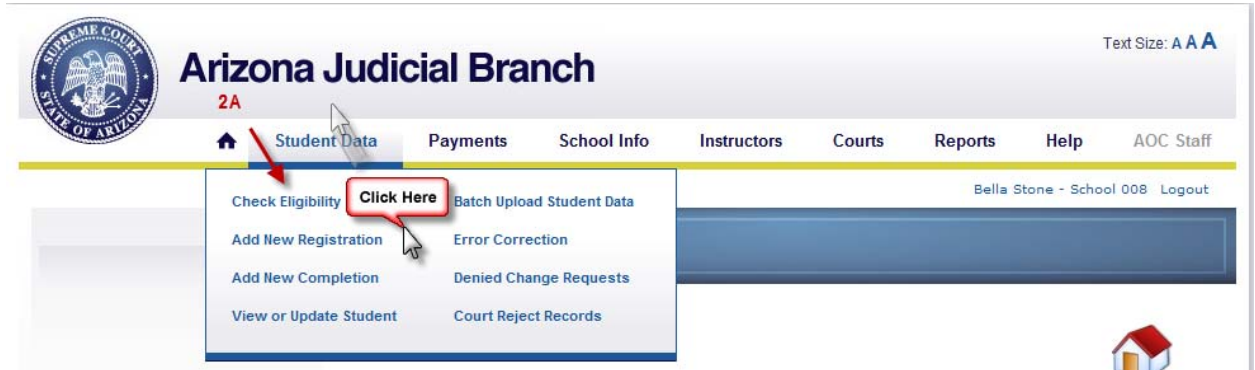 SUPREME COURT
STATE OF ARIZONA
Arizona Judicial Branch
Text Size: A A A
2A
Student Data Payments School Info Instructors Courts Reports Help AOC Staff
Bella Stone - School 008 Logout
Check Eligibility Click Here Batch Upload Student Data
Add New Registration Error Correction
Add New Completion Denied Change Requests
View or Update Student Court Reject Records